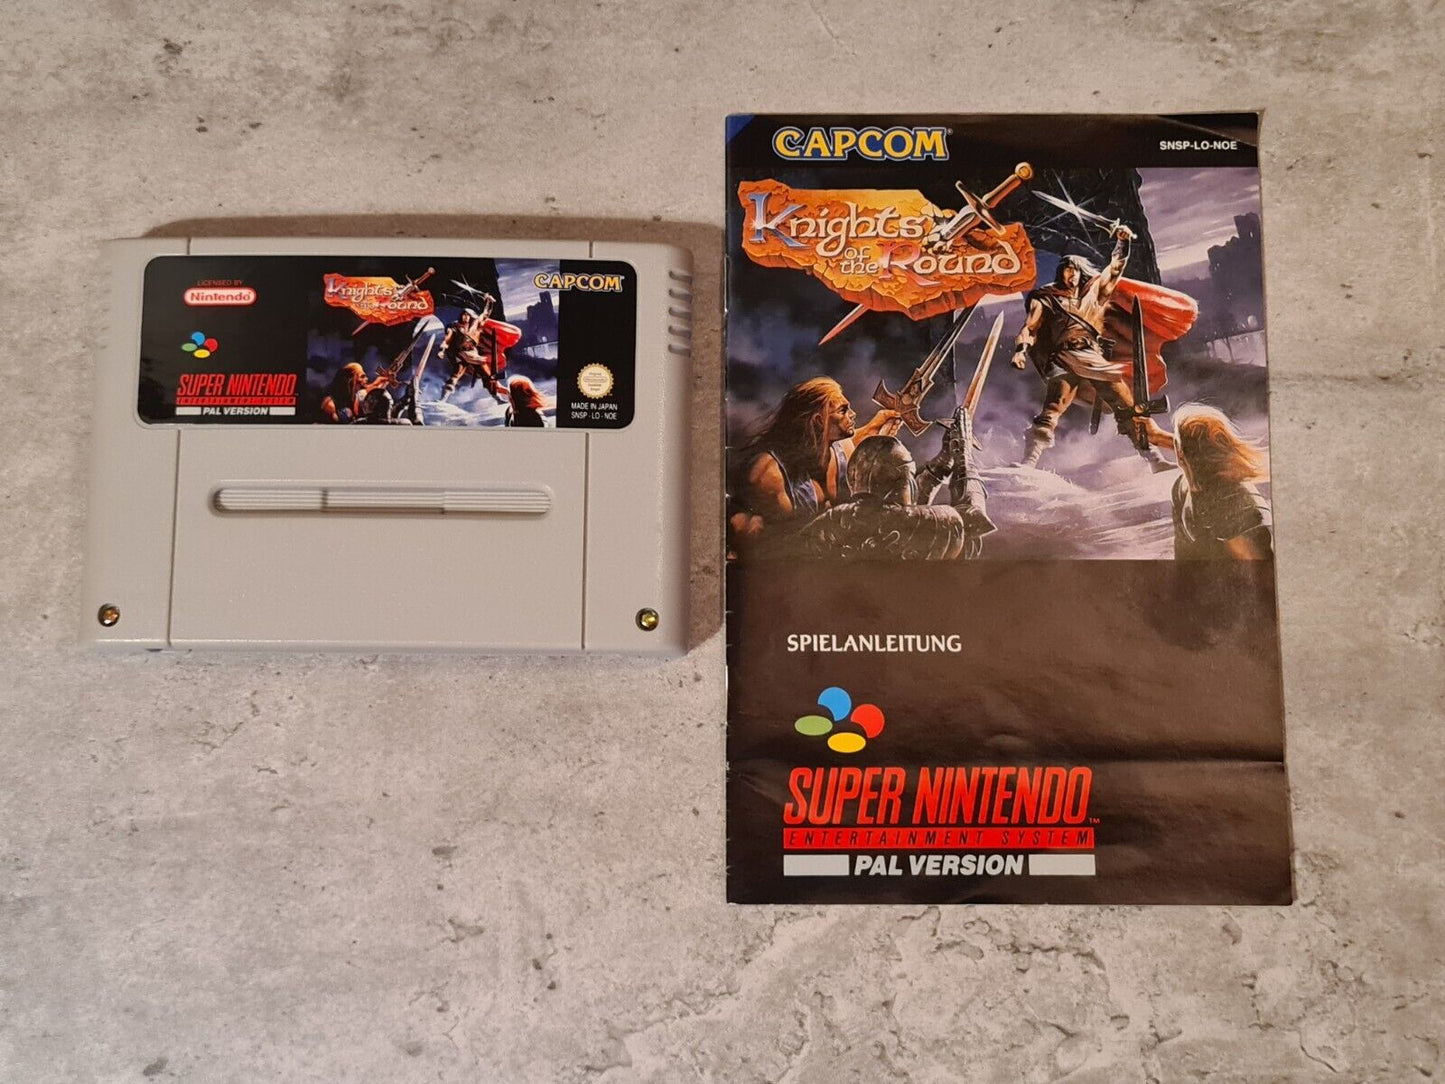 LICENSED BY
Nintendo
Knights
of the Round
CAPCOM
SUPER NINTENDO
ENTERTAINMENT SYSTEM
PAL VERSION
MADE IN JAPAN
SNSP - LO - NOE
CAPCOM
SNSP-LO-NOE
Knights
of the Round
SPIELANLEITUNG
SUPER NINTENDO™
ENTERTAINMENT SYSTEM
PAL VERSION